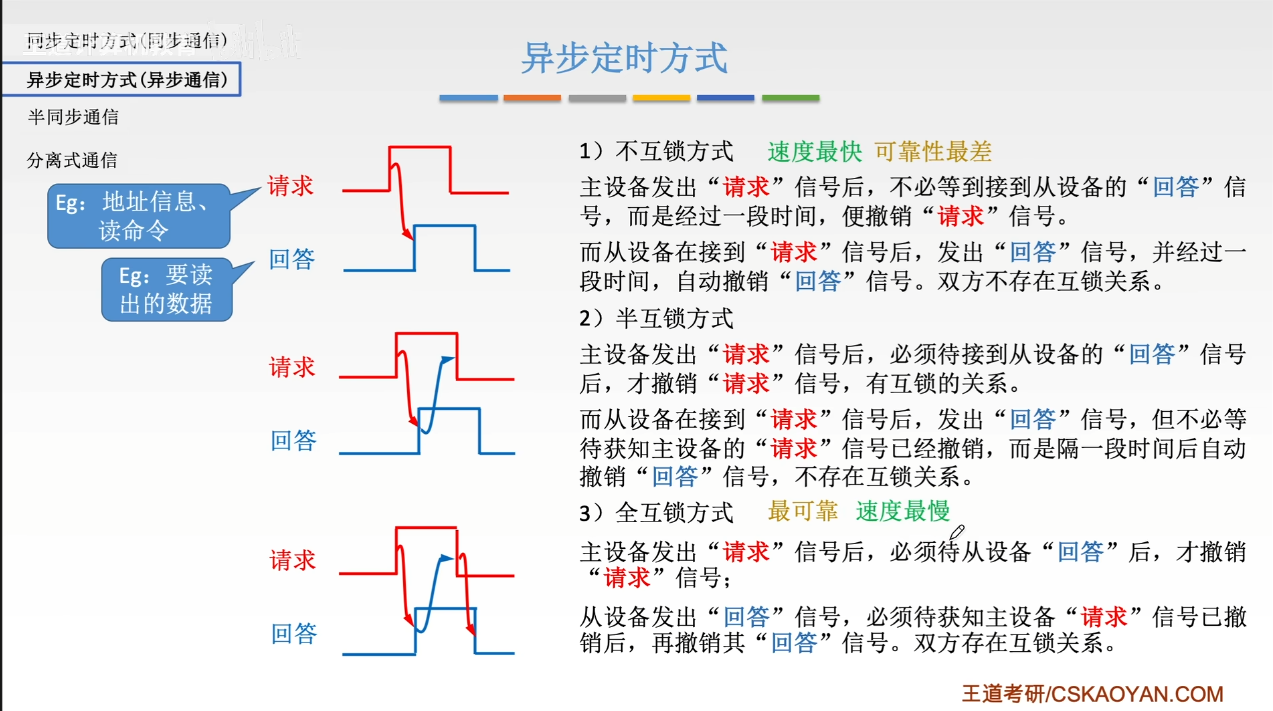 同步定时方式(同步通信)
异步定时方式(异步通信)
半同步通信
分离式通信
异步定时方式
请求
回答
Eg：地址信息、
读命令
Eg：要读
出的数据
1）不互锁方式 速度最快 可靠性最差
主设备发出“请求”信号后，不必等到接到从设备的“回答”信
号，而是经过一段时间，便撤销“请求”信号。
而从设备在接到“请求”信号后，发出“回答”信号，并经过一
段时间，自动撤销“回答”信号。双方不存在互锁关系。
请求
回答
2）半互锁方式
主设备发出“请求”信号后，必须待接到从设备的“回答”信号
后，才撤销“请求”信号，有互锁的关系。
而从设备在接到“请求”信号后，发出“回答”信号，但不必等
待获知主设备的“请求”信号已经撤销，而是隔一段时间后自动
撤销“回答”信号，不存在互锁关系。
请求
回答
3）全互锁方式 最可靠 速度最慢
主设备发出“请求”信号后，必须待从设备“回答”后，才撤销
“请求”信号；
从设备发出“回答”信号，必须待获知主设备“请求”信号已撤
销后，再撤销其“回答”信号。双方存在互锁关系。
王道考研/CSKAOYAN.COM